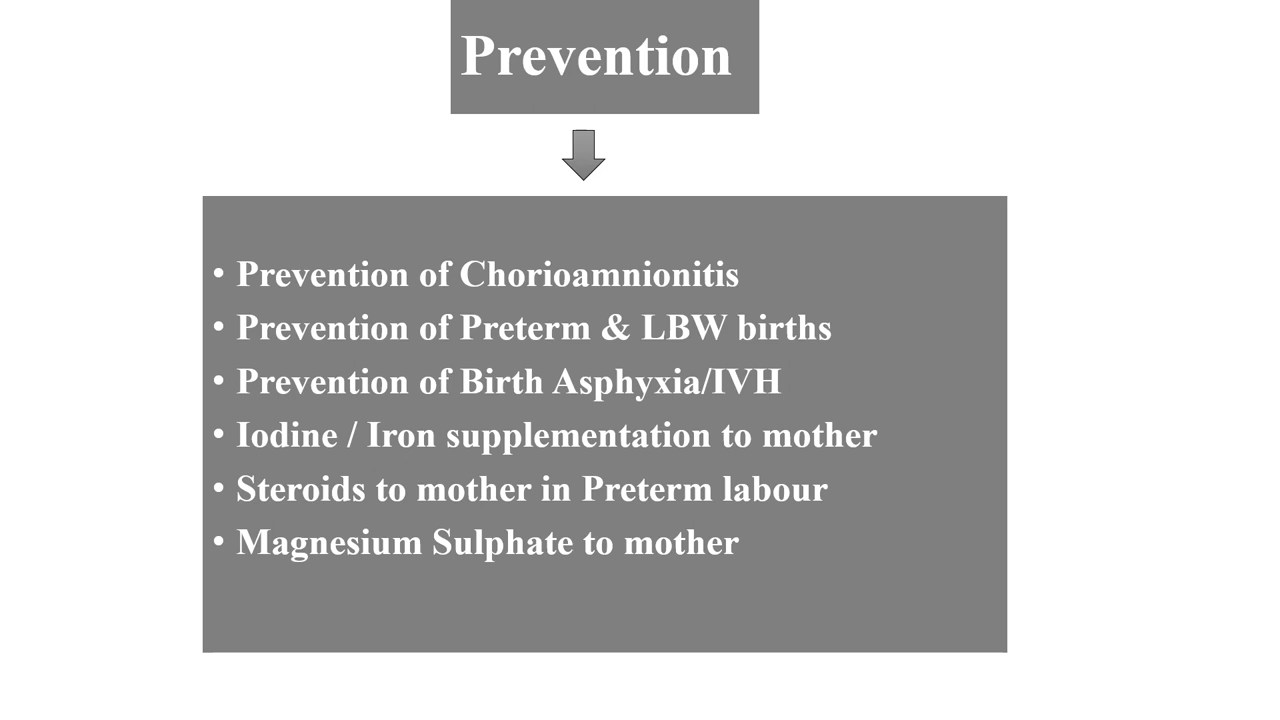 Prevention
• Prevention of Chorioamnionitis
• Prevention of Preterm & LBW births
• Prevention of Birth Asphyxia/IVH
• Iodine / Iron supplementation to mother
• Steroids to mother in Preterm labour
• Magnesium Sulphate to mother